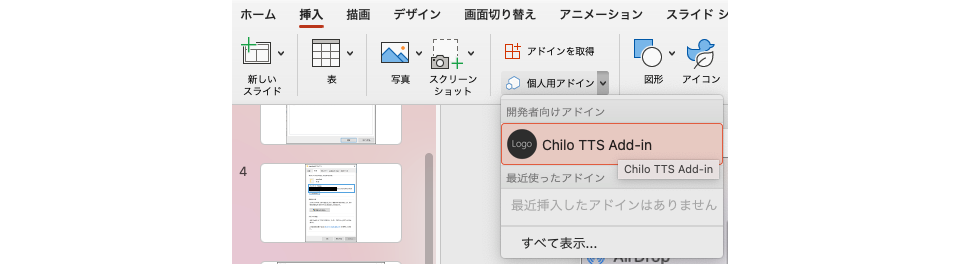 ホーム 挿入 描画 デザイン 画面切り替え アニメーション スライド シ
新しい
スライド
表
写真
スクリーン
ショット
アドインを取得
個人用アドイン
図形
アイコン
開発者向けアドイン
Logo
Chilo TTS Add-in
Chilo TTS Add-in
最近使ったアドイン
最近挿入したアドインはありません
すべて表示...
AirDrop
4